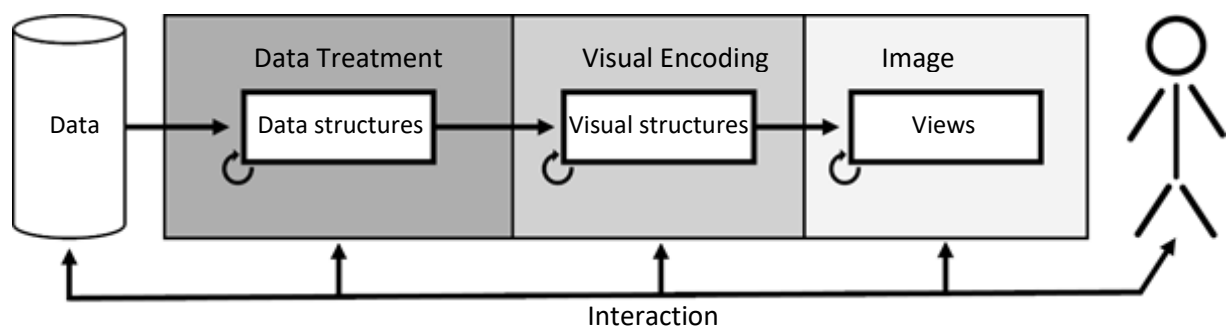 Data Treatment
Visual Encoding
Image
Data
Data structures
Visual structures
Views
Interaction